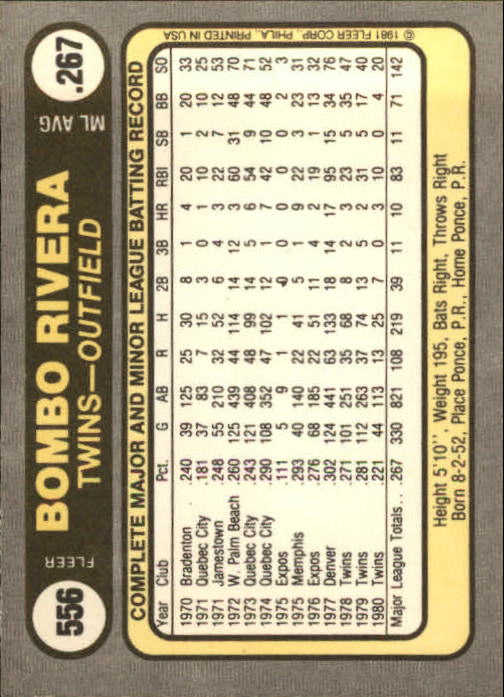 556
FLEER
BOMBO RIVERA
TWINS—OUTFIELD
ML AVG
.267
COMPLETE MAJOR AND MINOR LEAGUE BATTING RECORD
Year Club Pct. G AB R H 2B 3B HR RBI SB BB SO
1970 Bradenton .240 39 125 25 30 8 1 4 20 1 20 33
1971 Quebec City .181 37 83 7 15 3 0 1 10 2 10 25
1971 Jamestown .248 55 210 32 52 6 4 3 22 7 12 53
1972 W. Palm Beach .260 125 439 44 114 14 12 3 60 31 48 70
1973 Quebec City .243 121 408 48 99 14 5 6 54 9 44 71
1974 Quebec City .290 108 352 47 102 12 1 7 42 10 48 52
1975 Expos .111 5 9 1 1 0 0 0 0 0 2 3
1975 Memphis .293 40 140 22 41 5 1 9 22 3 23 31
1976 Expos .276 68 185 22 51 11 4 2 19 1 13 32
1977 Denver .302 124 441 63 133 18 14 17 95 15 34 76
1978 Twins .271 101 251 35 68 8 2 3 23 5 35 47
1979 Twins .281 112 263 37 74 13 5 2 31 5 17 40
1980 Twins .221 44 113 13 25 7 0 3 10 0 4 20
Major League Totals . . .267 330 821 108 219 39 11 10 83 11 71 142
Height 5'10'', Weight 195, Bats Right, Throws Right
Born 8-2-52, Place Ponce, P.R., Home Ponce, P.R.
© 1981 FLEER CORP., PHILA., PRINTED IN USA